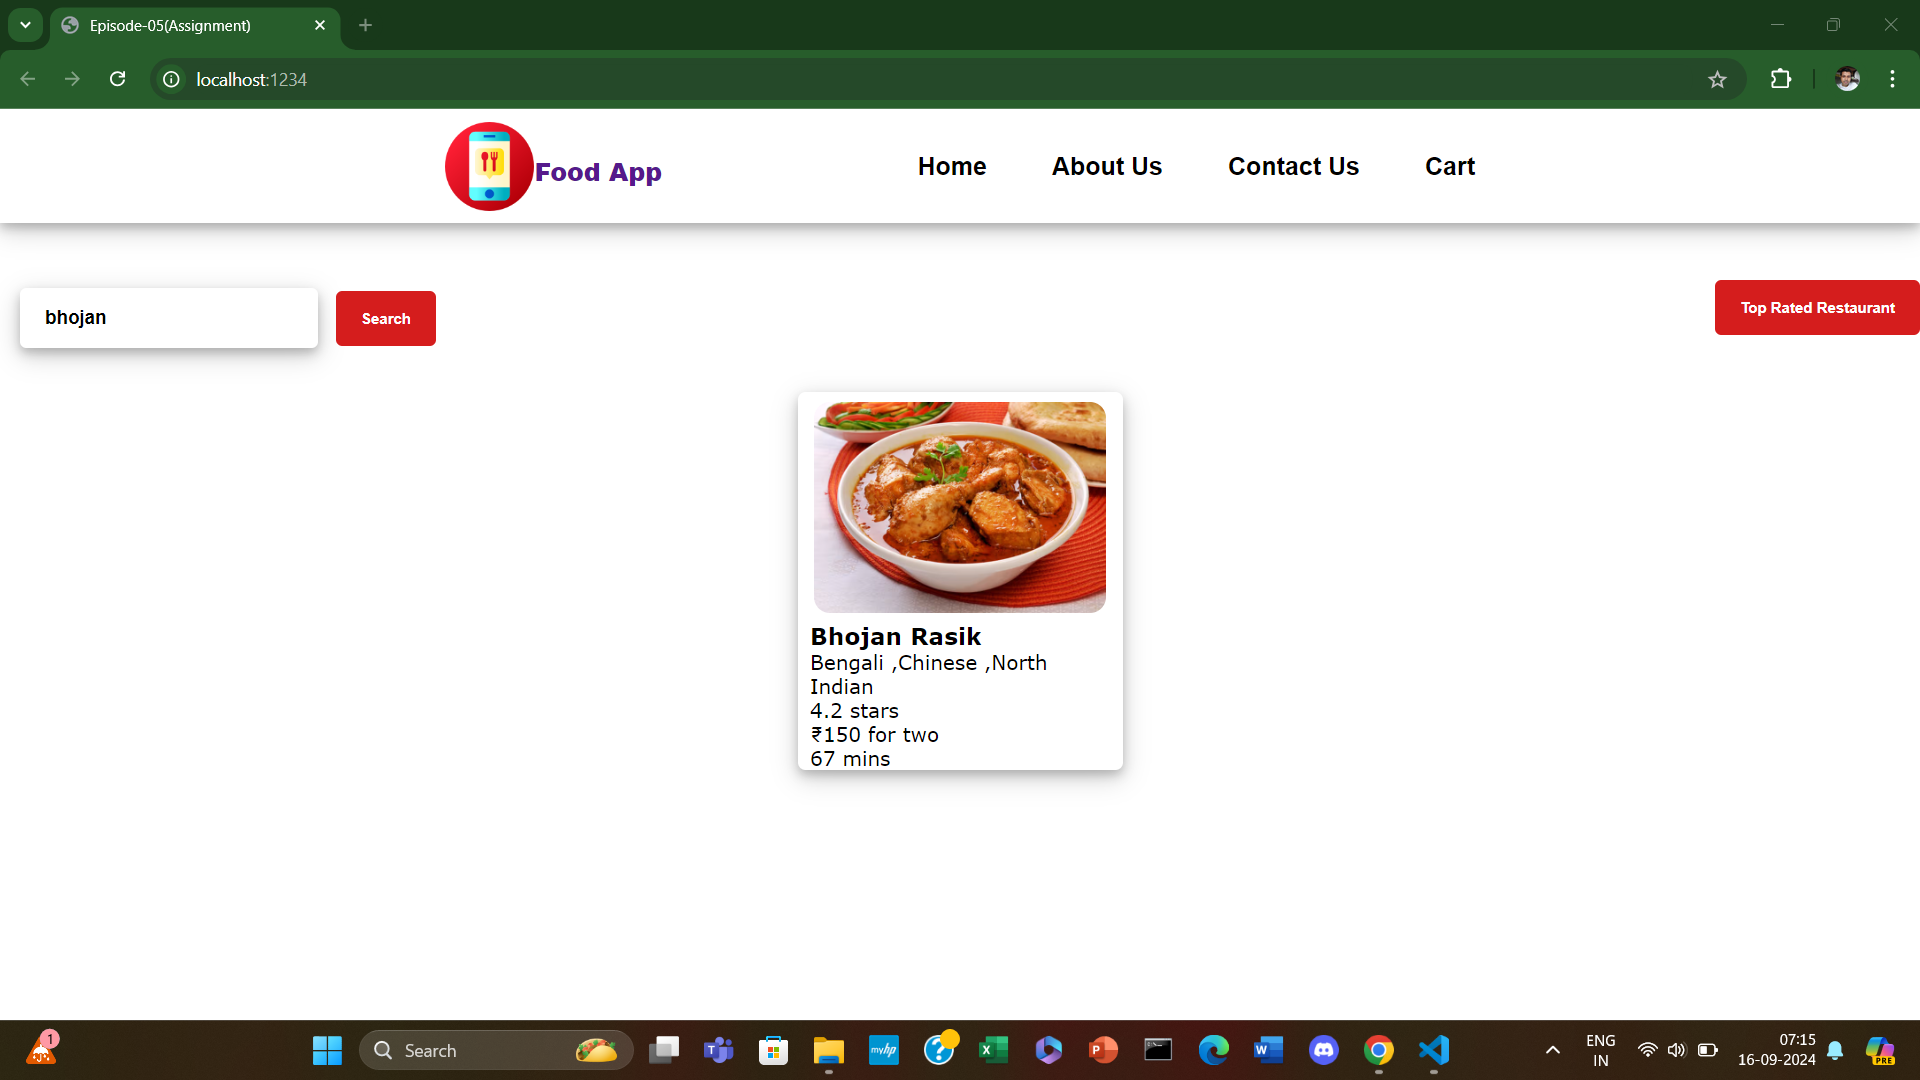 Episode-05(Assignment)
localhost:1234
Food App
Home
About Us
Contact Us
Cart
bhojan
Search
Top Rated Restaurant
Bhojan Rasik
Bengali ,Chinese ,North
Indian
4.2 stars
₹150 for two
67 mins
1
Search
T
myhp
?
X
P
W
PRE
ENG
IN
07:15
16-09-2024